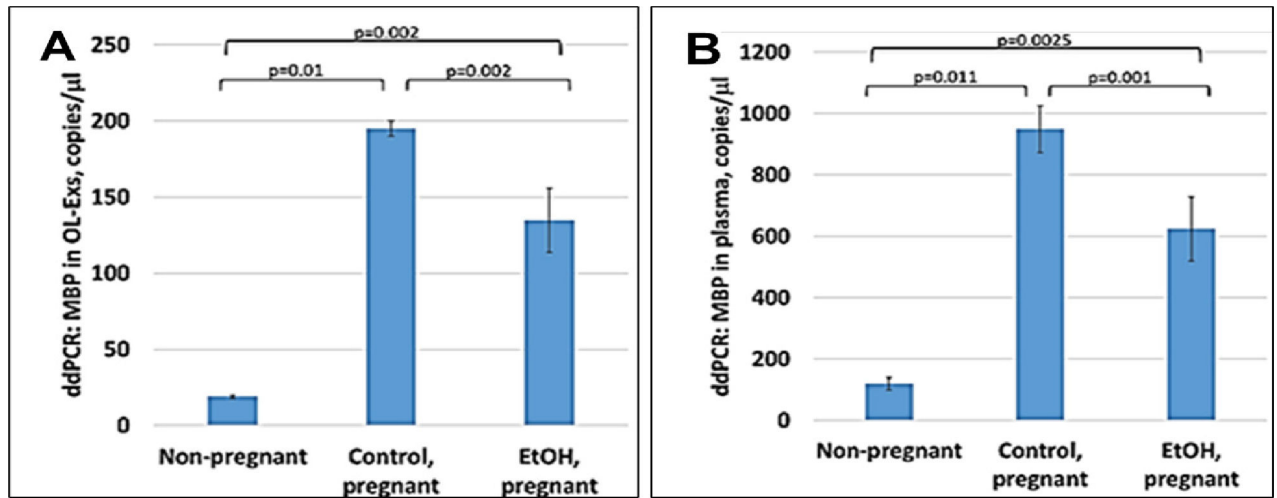 A
ddPCR: MBP in OL-Exs, copies/µl
250
200
150
100
50
0
p=0.002
p=0.01
p=0.002
Non-pregnant
Control,
pregnant
EtOH,
pregnant
B
ddPCR: MBP in plasma, copies/µl
1200
1000
800
600
400
200
0
p=0.0025
p=0.011
p=0.001
Non-pregnant
Control,
pregnant
EtOH,
pregnant